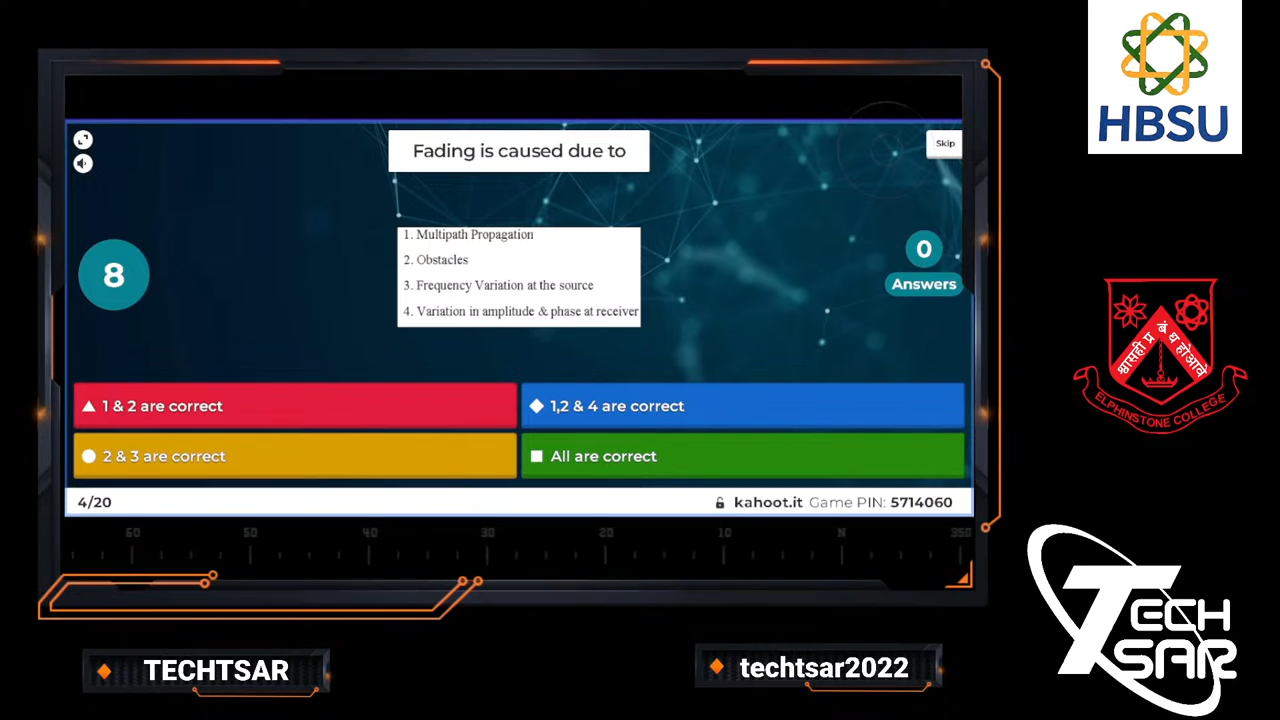 HBSU
Fading is caused due to
Skip
1. Multipath Propagation
2. Obstacles
3. Frequency Variation at the source
4. Variation in amplitude & phase at receiver
8
0
Answers
1 & 2 are correct
1,2 & 4 are correct
2 & 3 are correct
All are correct
4/20
kahoot.it Game PIN: 5714060
60 50 40 30 20 10 N 350
ELPHINSTONE COLLEGE
TECH
TSAR
TECHTSAR
techtsar2022